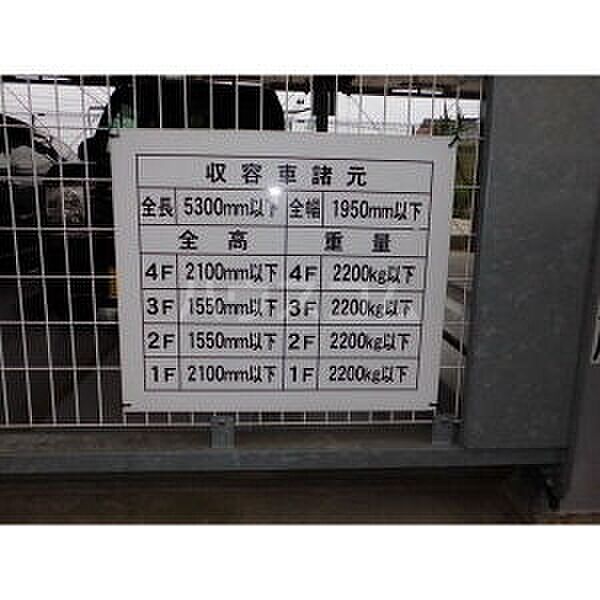 収容車諸元
全長 5300mm以下 全幅 1950mm以下
全高 重量
4F 2100mm以下 4F 2200kg以下
3F 1550mm以下 3F 2200kg以下
2F 1550mm以下 2F 2200kg以下
1F 2100mm以下 1F 2200kg以下